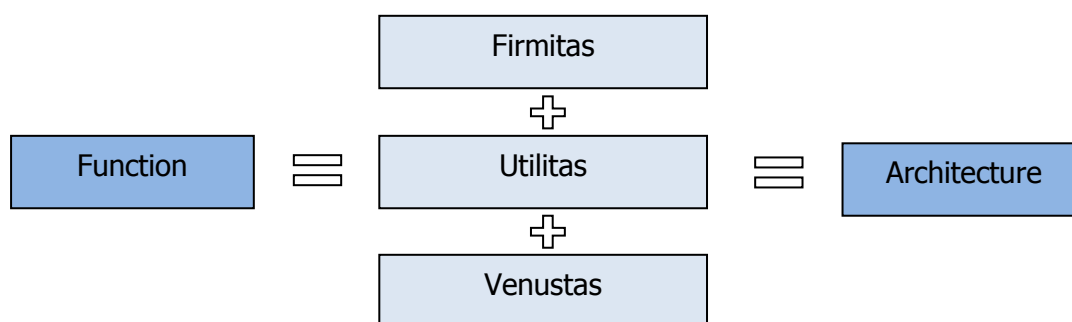 Firmitas
Function
Utilitas
Architecture
Venustas